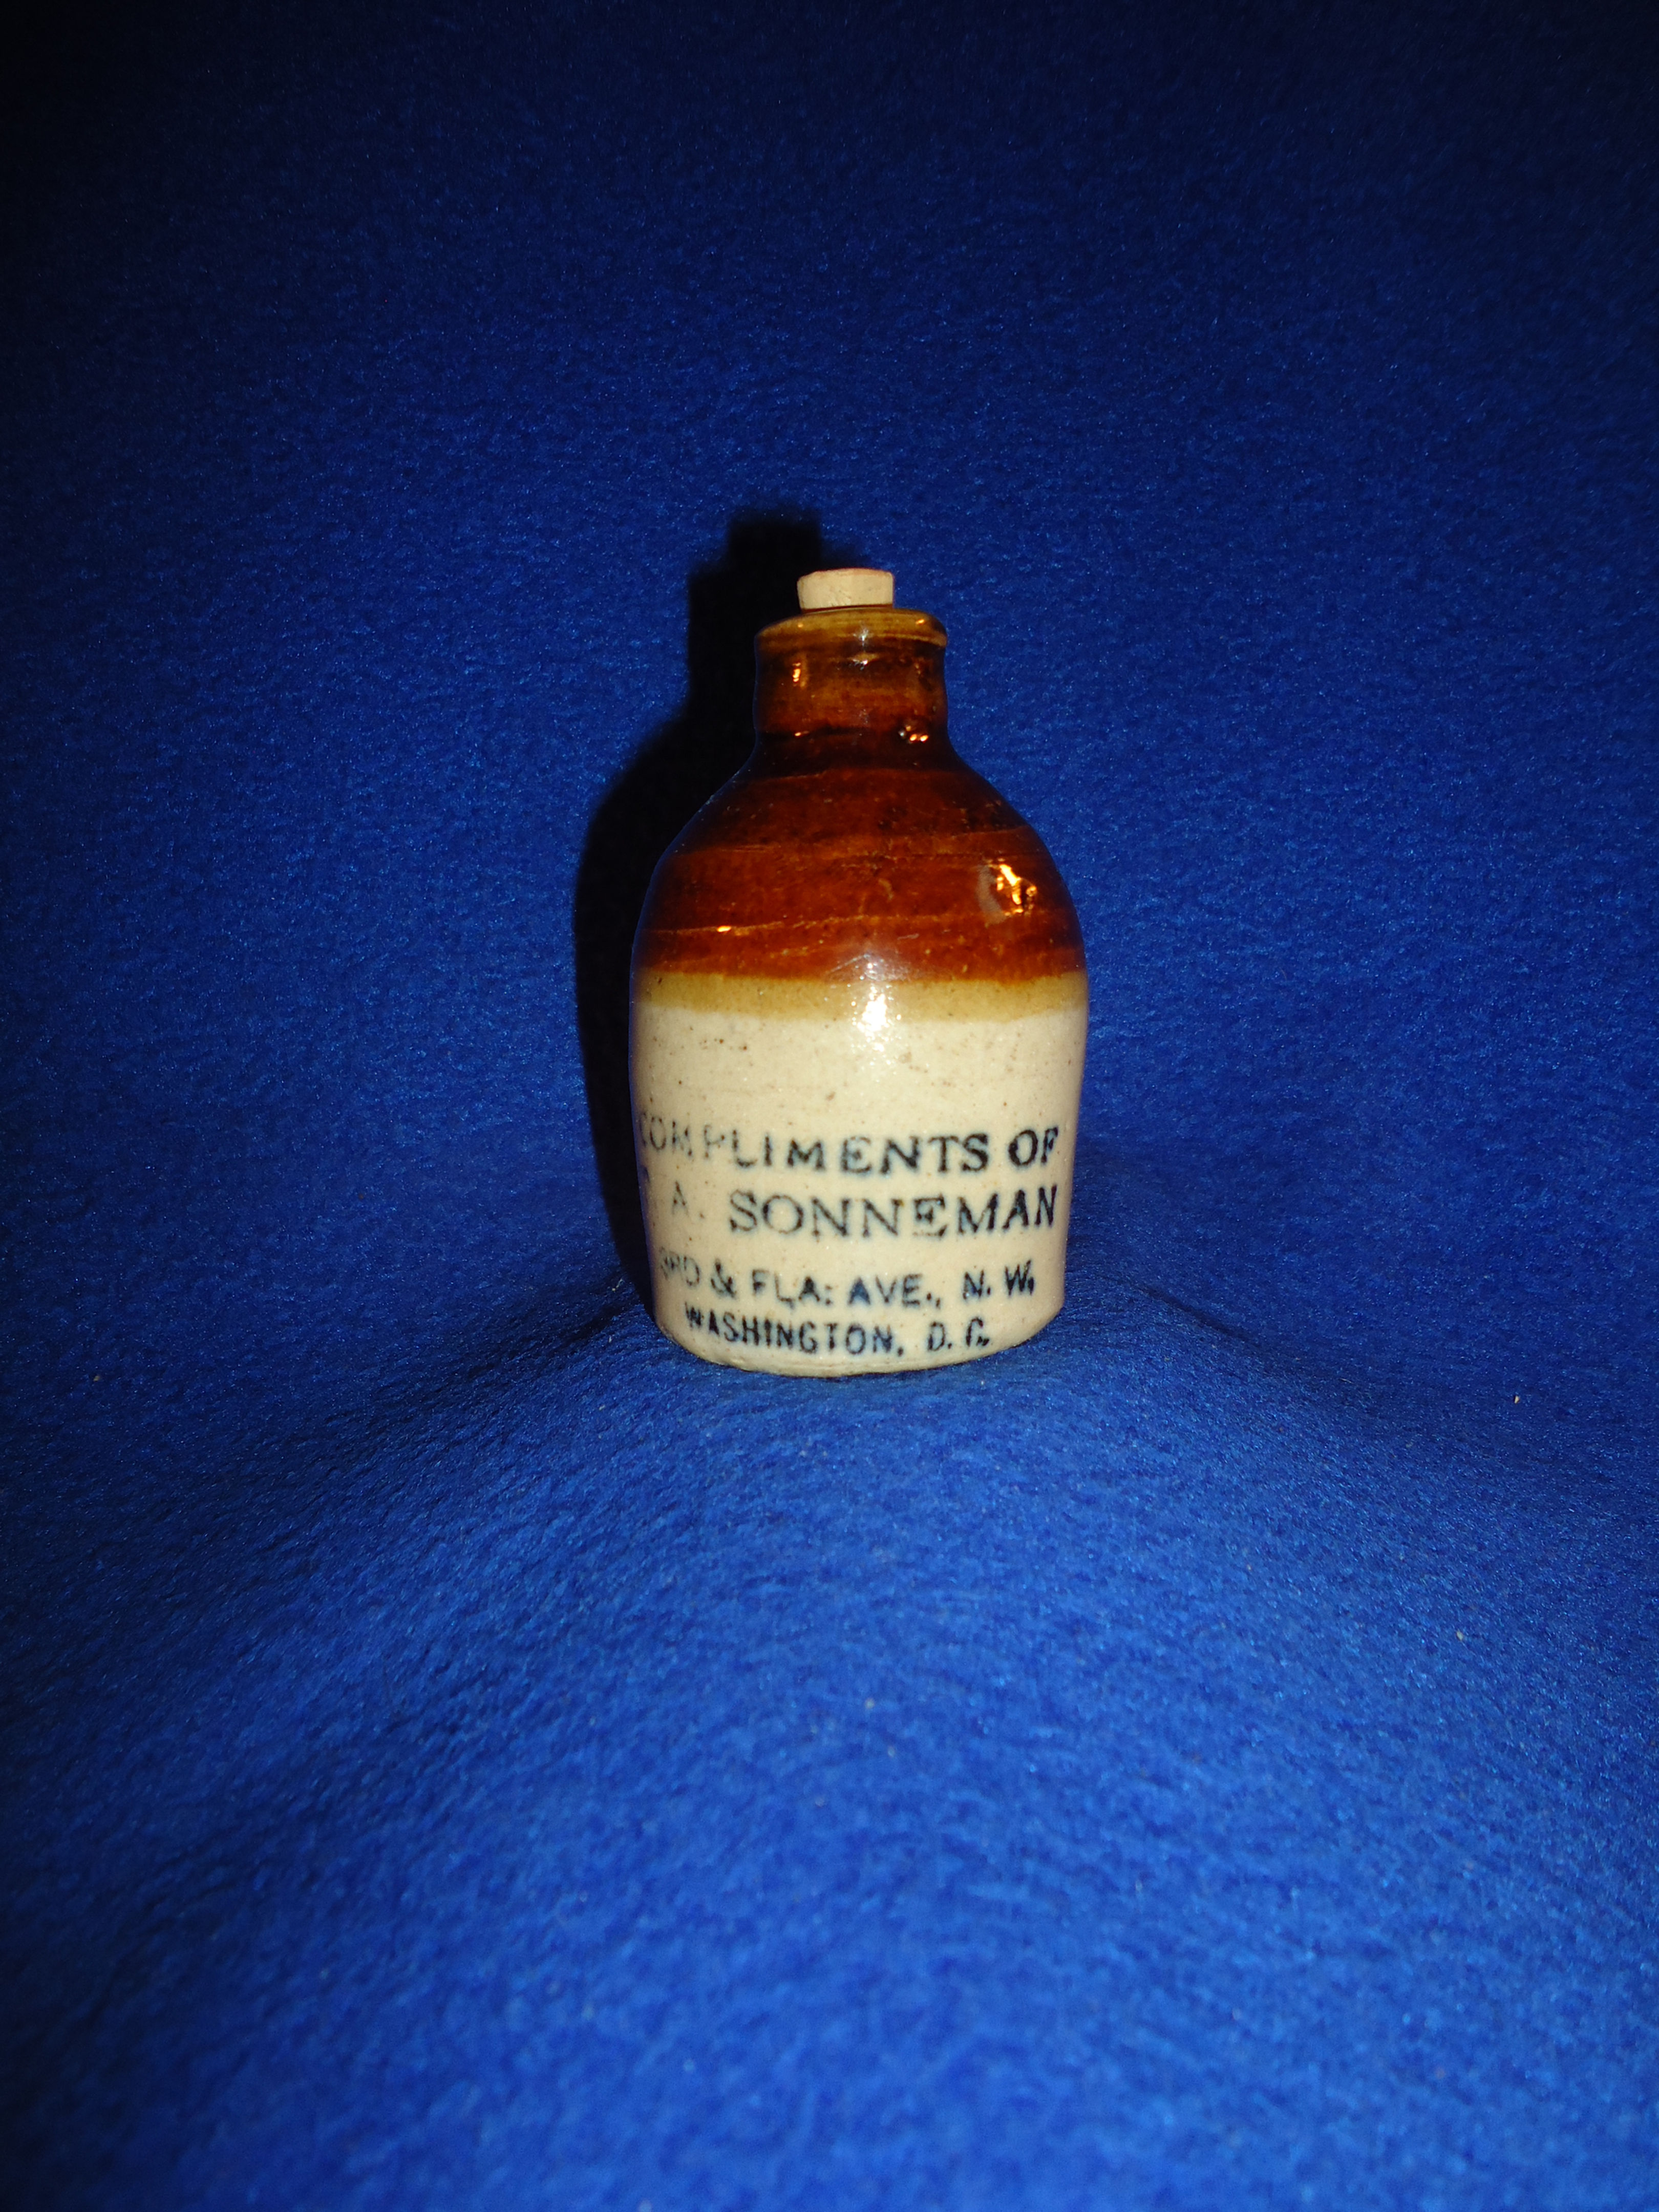 COMPLIMENTS OF
A. SONNEMAN
3RD & FLA. AVE., N. W.
WASHINGTON, D. C.